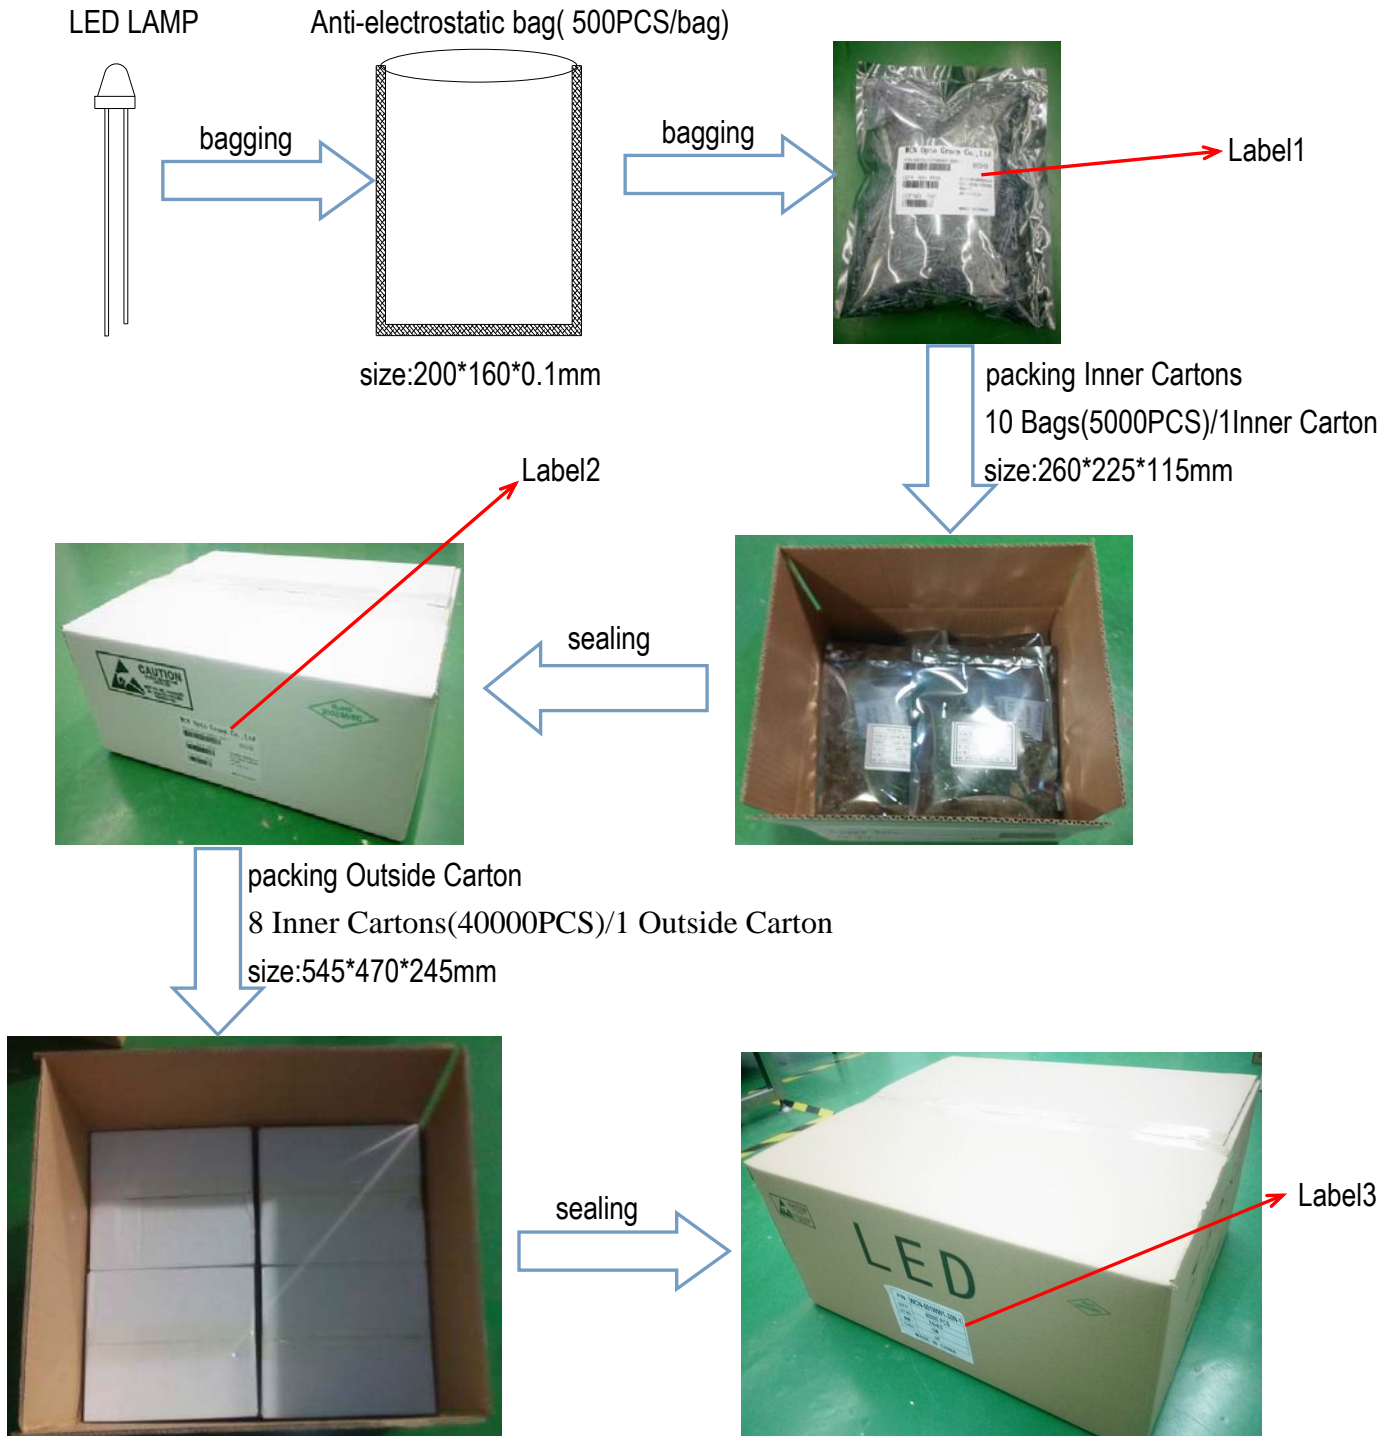 LED LAMP
Anti-electrostatic bag( 500PCS/bag)
bagging
bagging
Label1
size:200*160*0.1mm
packing Inner Cartons
10 Bags(5000PCS)/1Inner Carton
size:260*225*115mm
Label2
sealing
CAUTION
packing Outside Carton
8 Inner Cartons(40000PCS)/1 Outside Carton
size:545*470*245mm
sealing
Label3
LED